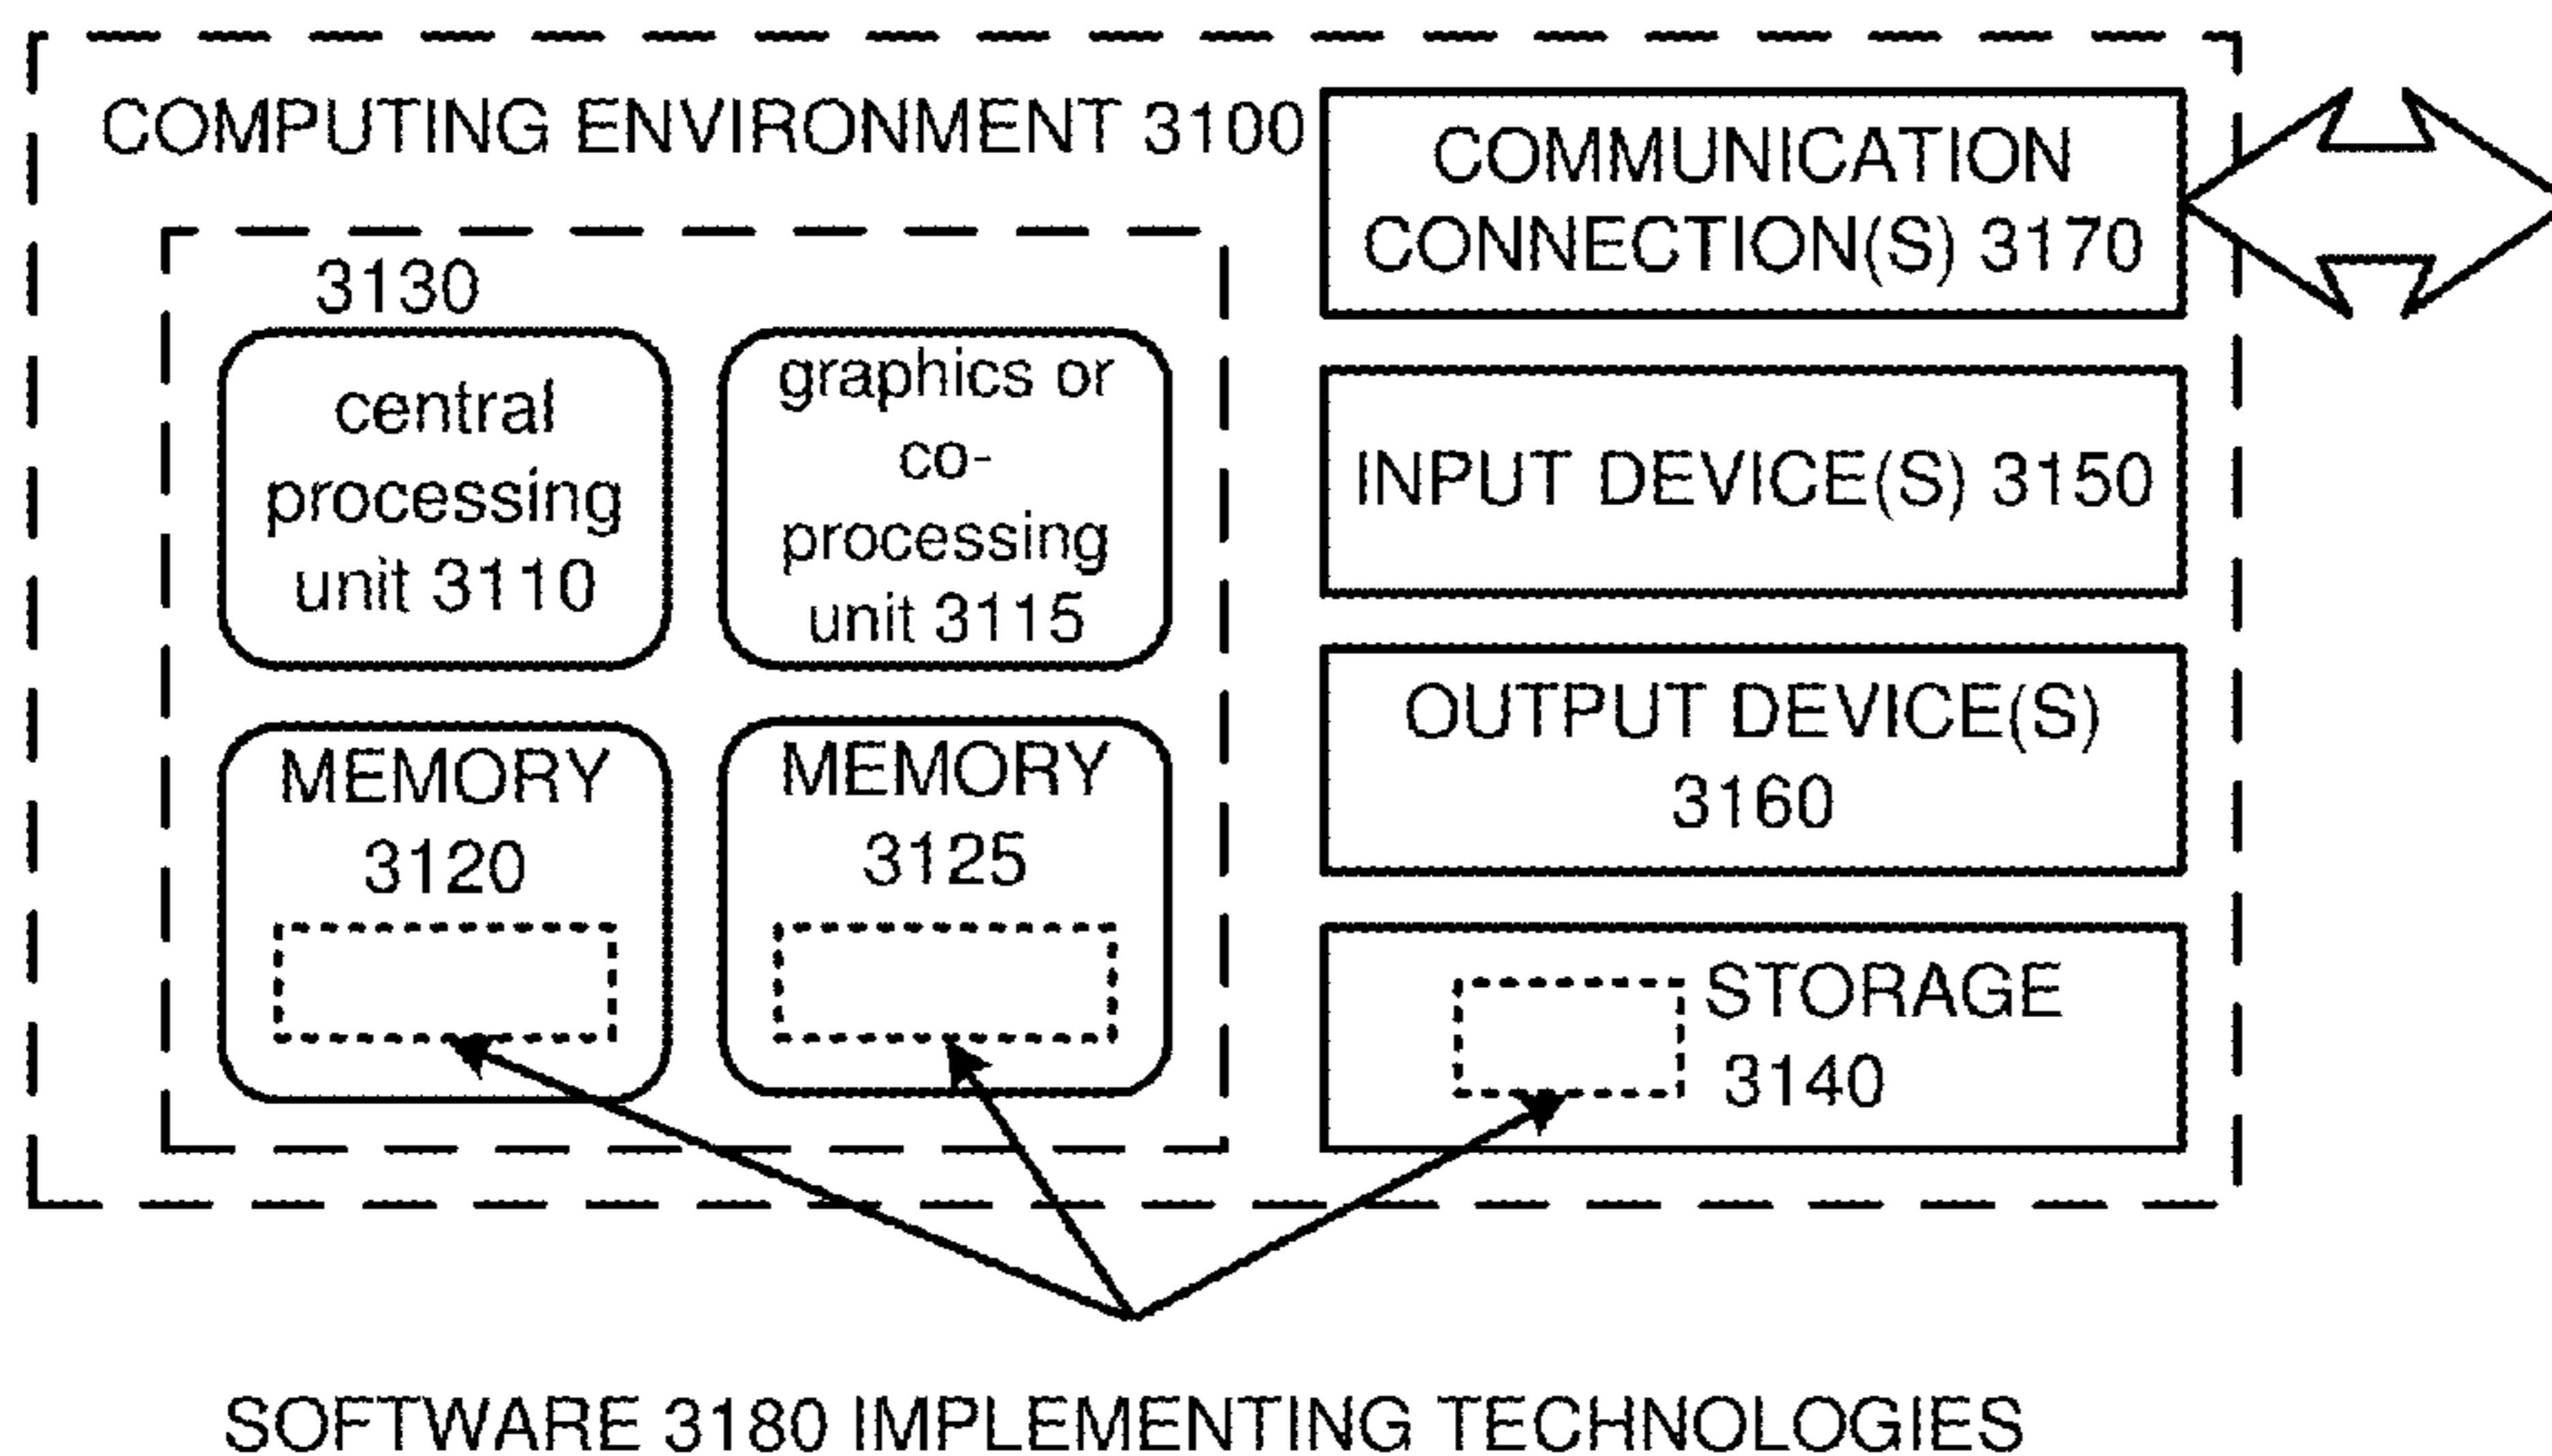 COMPUTING ENVIRONMENT 3100
3130
central
processing
unit 3110
graphics or
co-
processing
unit 3115
MEMORY
3120
MEMORY
3125
COMMUNICATION
CONNECTION(S) 3170
INPUT DEVICE(S) 3150
OUTPUT DEVICE(S)
3160
STORAGE
3140
SOFTWARE 3180 IMPLEMENTING TECHNOLOGIES